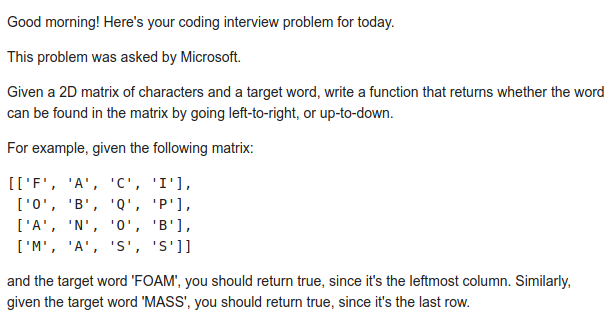 Good morning! Here's your coding interview problem for today.
This problem was asked by Microsoft.
Given a 2D matrix of characters and a target word, write a function that returns whether the word
can be found in the matrix by going left-to-right, or up-to-down.
For example, given the following matrix:
[['F', 'A', 'C', 'I'],
['O', 'B', 'Q', 'P'],
['A', 'N', 'O', 'B'],
['M', 'A', 'S', 'S']]
and the target word 'FOAM', you should return true, since it's the leftmost column. Similarly,
given the target word 'MASS', you should return true, since it's the last row.